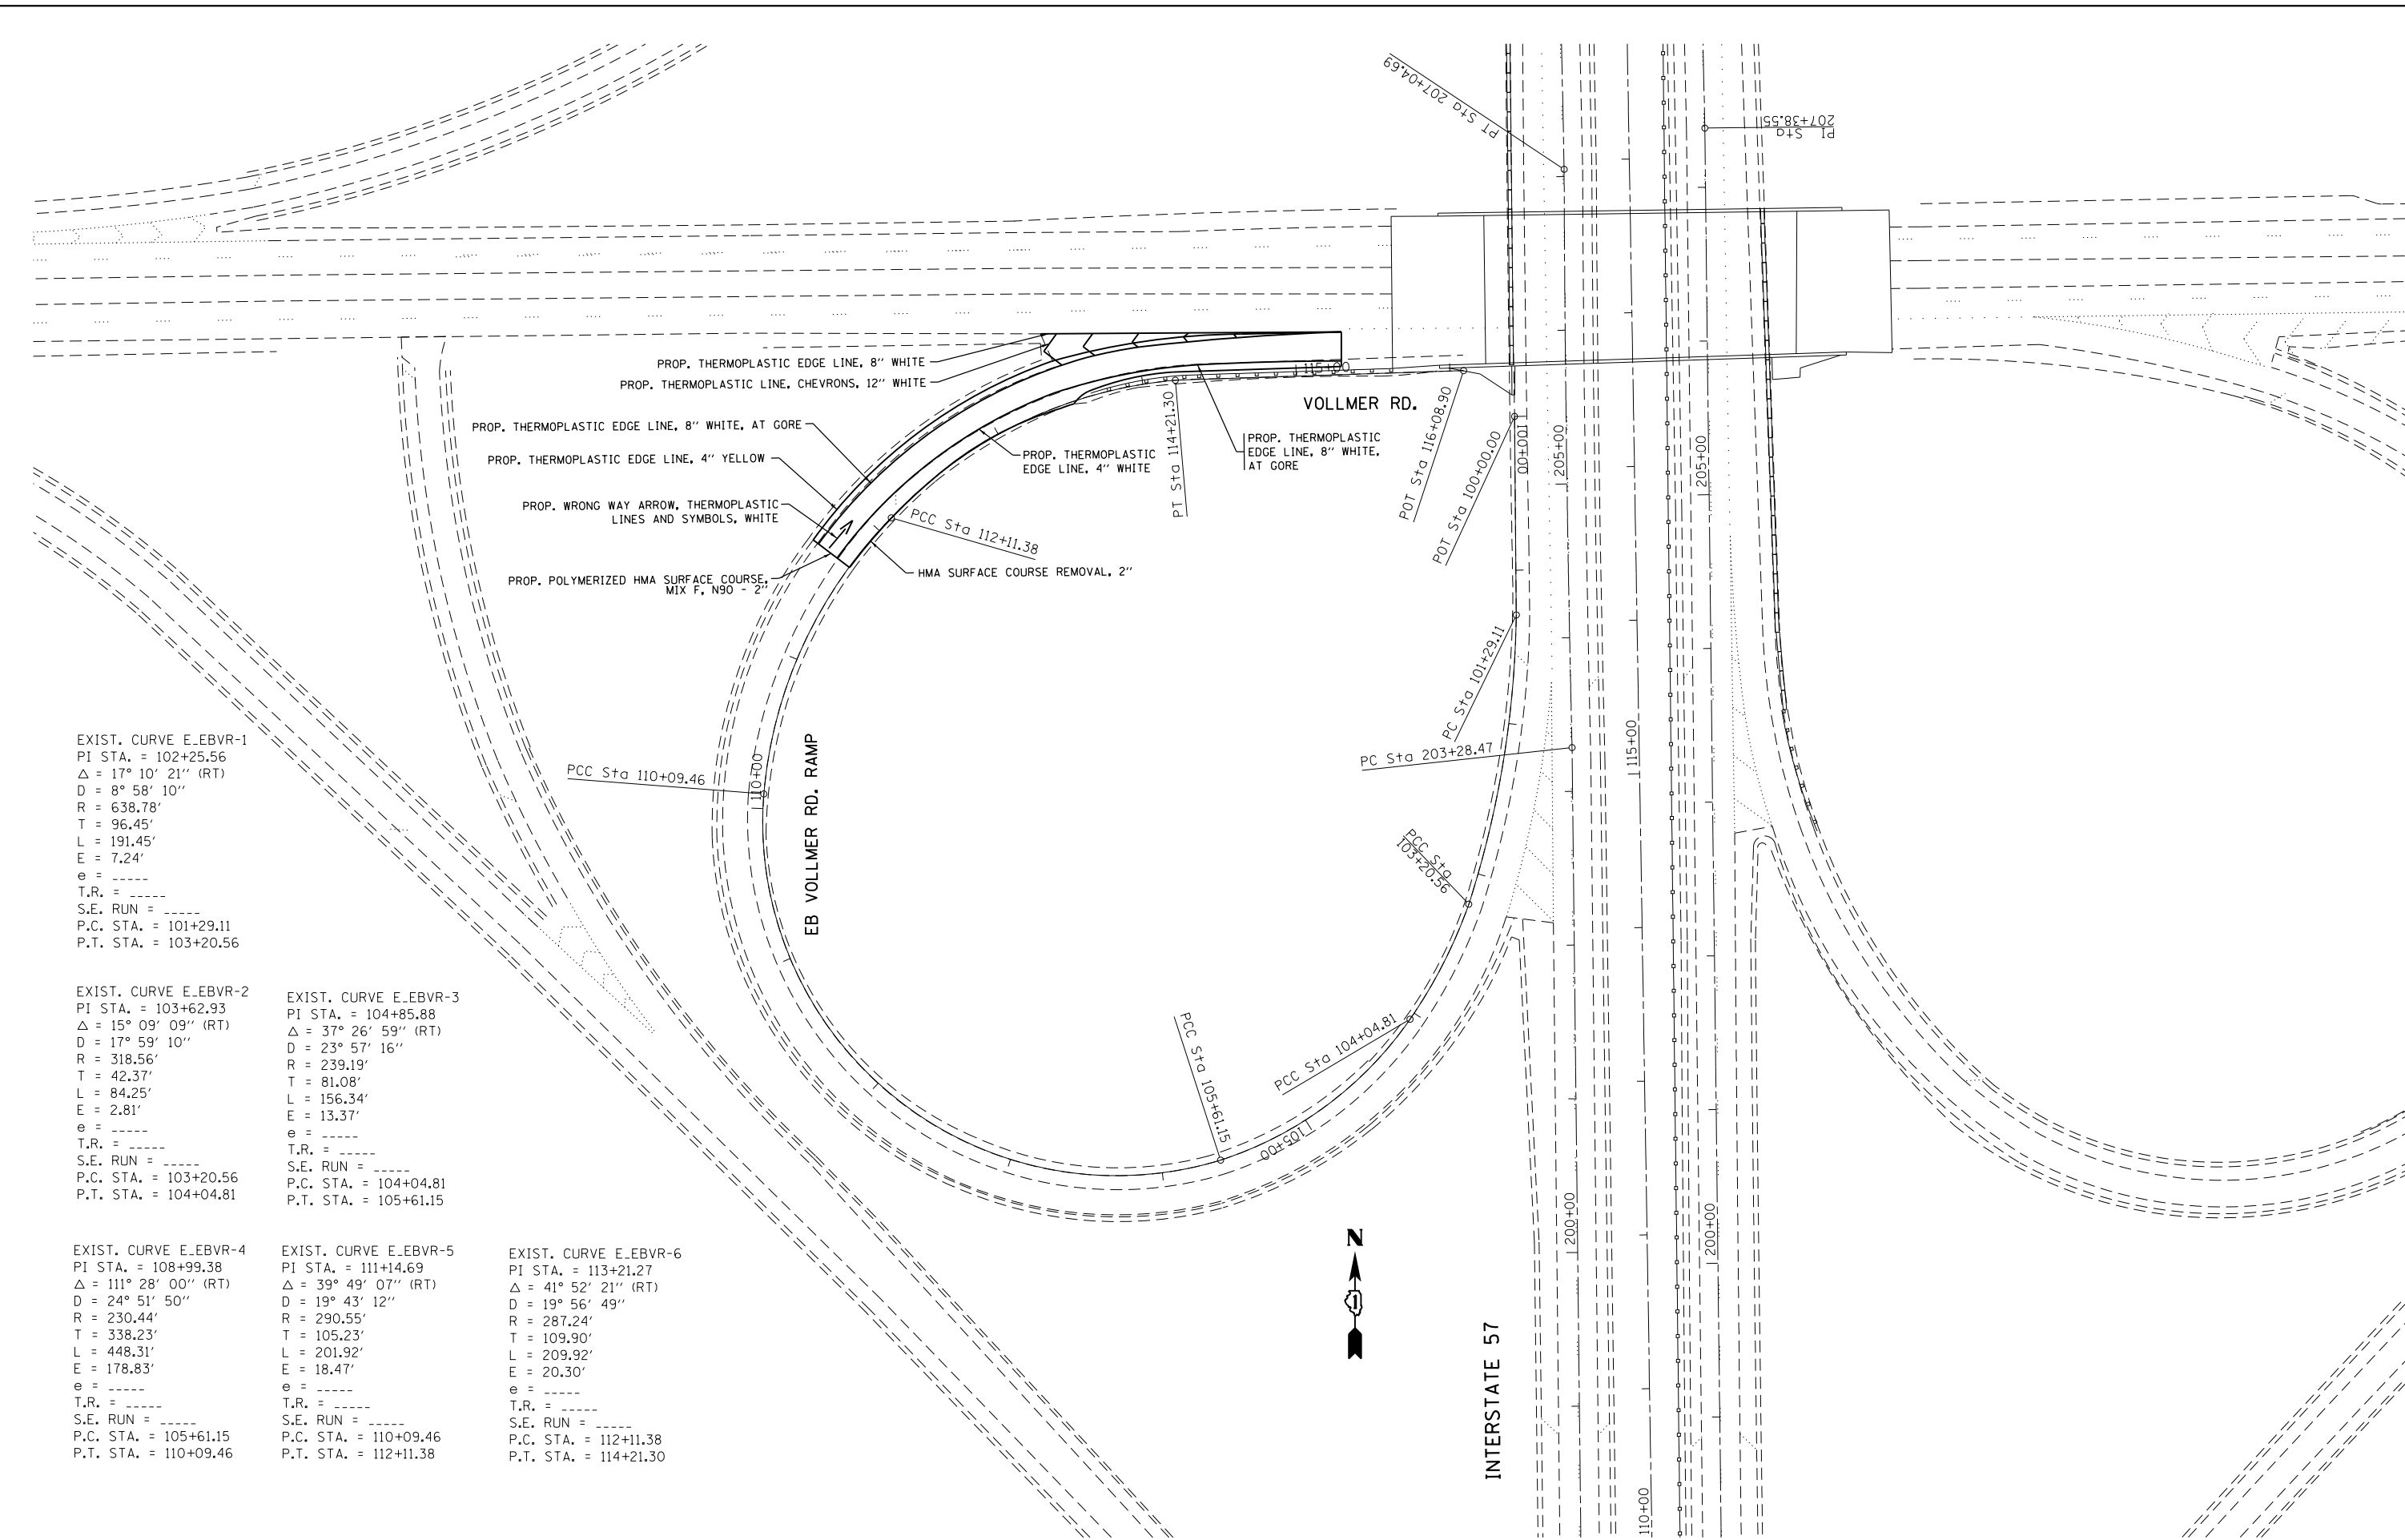 PI Sta 207+04.69
PI
Sta
207+38.55
PROP. THERMOPLASTIC EDGE LINE, 8" WHITE
PROP. THERMOPLASTIC LINE, CHEVRONS, 12" WHITE
PROP. THERMOPLASTIC EDGE LINE, 8" WHITE, AT GORE
PROP. THERMOPLASTIC EDGE LINE, 4" YELLOW
PROP. WRONG WAY ARROW, THERMOPLASTIC
LINES AND SYMBOLS, WHITE
PROP. POLYMERIZED HMA SURFACE COURSE,
MIX F, N90 - 2"
HMA SURFACE COURSE REMOVAL, 2"
PCC Sta 112+11.38
PROP. THERMOPLASTIC
EDGE LINE, 4" WHITE
PT Sta 114+21.30
PROP. THERMOPLASTIC
EDGE LINE, 8" WHITE,
AT GORE
115+00
VOLLMER RD.
POT Sta 116+08.90
POT Sta 100+00.00
100+00
205+00
205+00
PC Sta 101+29.11
PC Sta 203+28.47
115+00
PCC Sta
103+20.56
PCC Sta 110+09.46
110+00
EB VOLLMER RD. RAMP
PCC Sta 104+04.81
PCC Sta 105+61.15
105+00
200+00
200+00
N
1
INTERSTATE 57
110+00
EXIST. CURVE E_EBVR-1
PI STA. = 102+25.56
Δ = 17° 10' 21" (RT)
D = 8° 58' 10"
R = 638.78'
T = 96.45'
L = 191.45'
E = 7.24'
e = _____
T.R. = _____
S.E. RUN = _____
P.C. STA. = 101+29.11
P.T. STA. = 103+20.56
EXIST. CURVE E_EBVR-2
PI STA. = 103+62.93
Δ = 15° 09' 09" (RT)
D = 17° 59' 10"
R = 318.56'
T = 42.37'
L = 84.25'
E = 2.81'
e = _____
T.R. = _____
S.E. RUN = _____
P.C. STA. = 103+20.56
P.T. STA. = 104+04.81
EXIST. CURVE E_EBVR-3
PI STA. = 104+85.88
Δ = 37° 26' 59" (RT)
D = 23° 57' 16"
R = 239.19'
T = 81.08'
L = 156.34'
E = 13.37'
e = _____
T.R. = _____
S.E. RUN = _____
P.C. STA. = 104+04.81
P.T. STA. = 105+61.15
EXIST. CURVE E_EBVR-4
PI STA. = 108+99.38
Δ = 111° 28' 00" (RT)
D = 24° 51' 50"
R = 230.44'
T = 338.23'
L = 448.31'
E = 178.83'
e = _____
T.R. = _____
S.E. RUN = _____
P.C. STA. = 105+61.15
P.T. STA. = 110+09.46
EXIST. CURVE E_EBVR-5
PI STA. = 111+14.69
Δ = 39° 49' 07" (RT)
D = 19° 43' 12"
R = 290.55'
T = 105.23'
L = 201.92'
E = 18.47'
e = _____
T.R. = _____
S.E. RUN = _____
P.C. STA. = 110+09.46
P.T. STA. = 112+11.38
EXIST. CURVE E_EBVR-6
PI STA. = 113+21.27
Δ = 41° 52' 21" (RT)
D = 19° 56' 49"
R = 287.24'
T = 109.90'
L = 209.92'
E = 20.30'
e = _____
T.R. = _____
S.E. RUN = _____
P.C. STA. = 112+11.38
P.T. STA. = 114+21.30